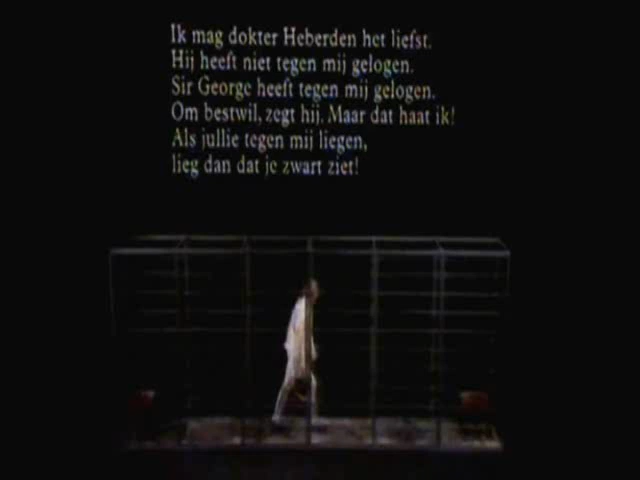 Ik mag dokter Heberden het liefst.
Hij heeft niet tegen mij gelogen.
Sir George heeft tegen mij gelogen.
Om bestwil, zegt hij. Maar dat haat ik!
Als jullie tegen mij liegen,
lieg dan dat je zwart ziet!